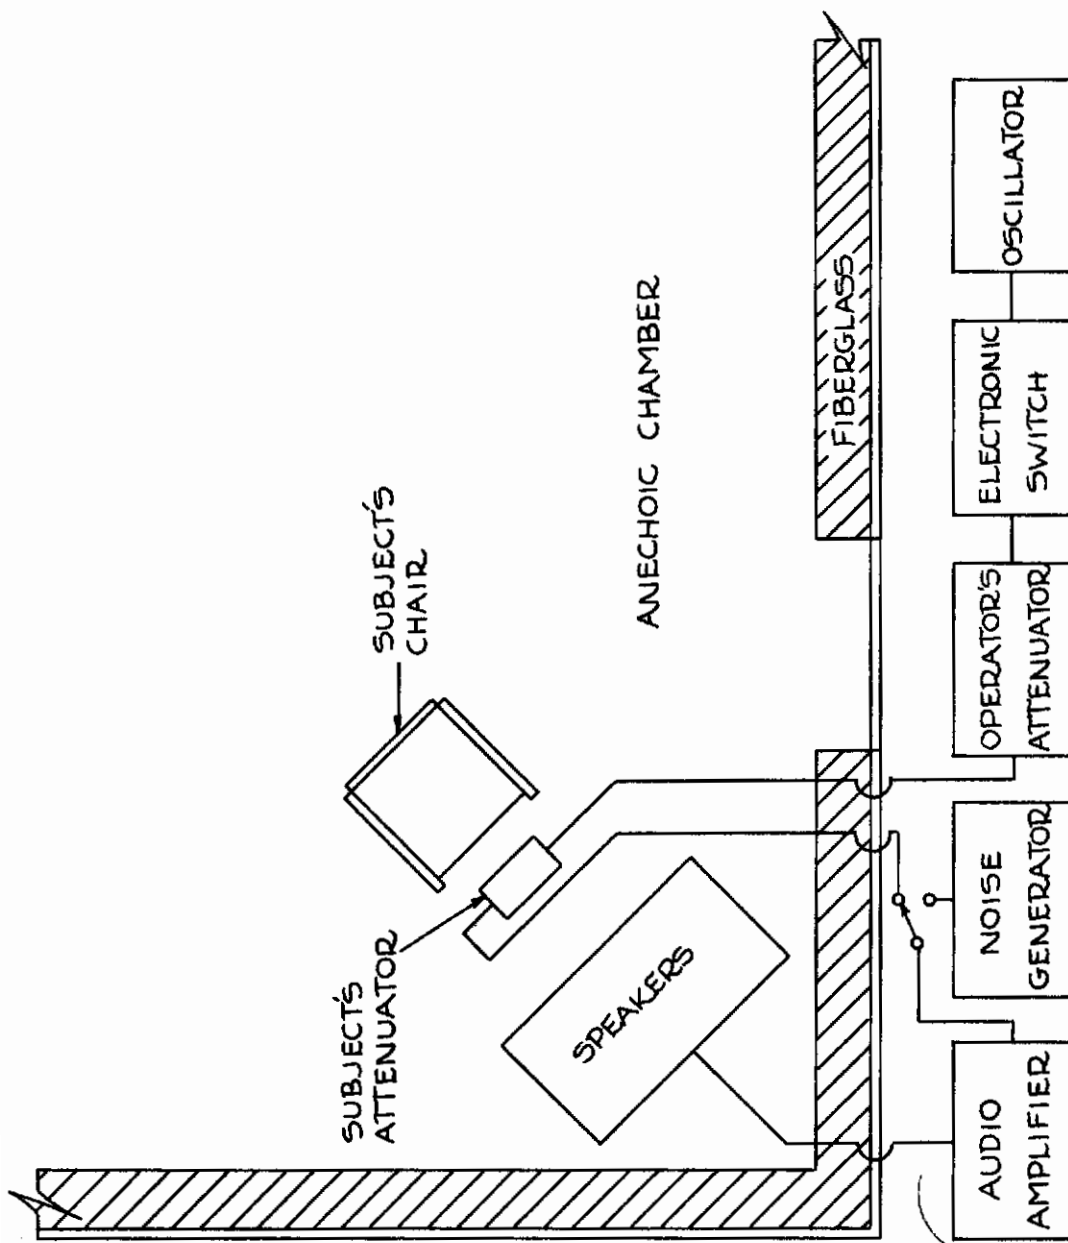 SUBJECT'S
CHAIR
SUBJECT'S
ATTENUATOR
SPEAKERS
ANECHOIC CHAMBER
FIBERGLASS
AUDIO
AMPLIFIER
NOISE
GENERATOR
OPERATOR'S
ATTENUATOR
ELECTRONIC
SWITCH
OSCILLATOR